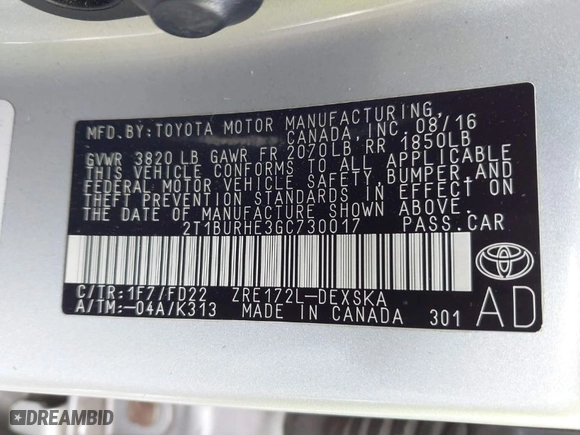 MFD. BY: TOYOTA MOTOR MANUFACTURING,
CANADA, INC. 08/16
GVWR 3820 LB GAWR FR 2070LB. RR 1850LB
THIS VEHICLE CONFORMS TO ALL APPLICABLE
FEDERAL MOTOR VEHICLE SAFETY, BUMPER, AND
THEFT PREVENTION STANDARDS IN EFFECT ON
THE DATE OF MANUFACTURE SHOWN ABOVE.
2T1BURHE3GC730017 PASS. CAR
C/TR: 1F7/FD22 ZRE172L-DEXSKA
A/TM: -04A/K313 MADE IN CANADA 301
AD
DREAMBID